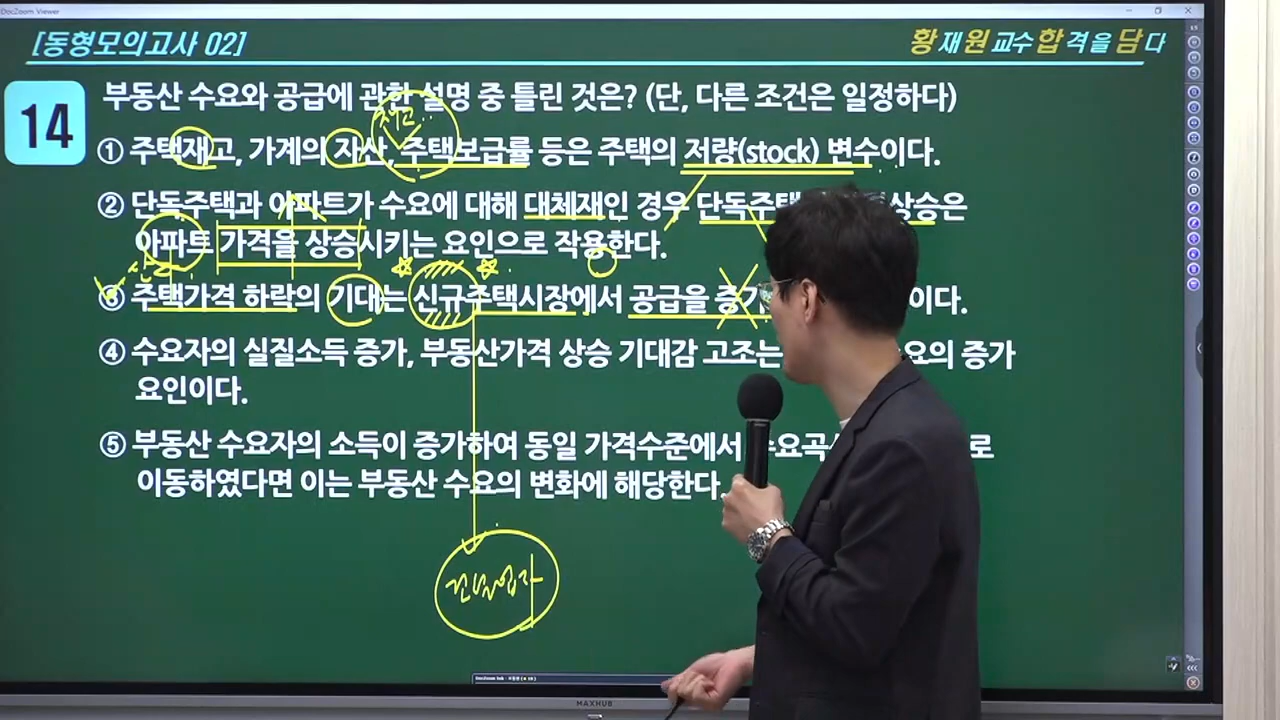 DocZoom Viewer
[동형모의고사 02]
황재원교수합격을담다
14
부동산 수요와 공급에 관한 설명 중 틀린 것은? (단, 다른 조건은 일정하다)
재고
① 주택재고, 가계의 자산, 주택보급률 등은 주택의 저량(stock) 변수이다.
② 단독주택과 아파트가 수요에 대해 대체재인 경우 단독주택 상승은
아파트 가격을 상승시키는 요인으로 작용한다.
③ 주택가격 하락의 기대는 신규주택시장에서 공급을 이다.
④ 수요자의 실질소득 증가, 부동산가격 상승 기대감 고조는 증가
요인이다.
⑤ 부동산 수요자의 소득이 증가하여 동일 가격수준에서 로
이동하였다면 이는 부동산 수요의 변화에 해당한다.
건설업자
MAXHUB